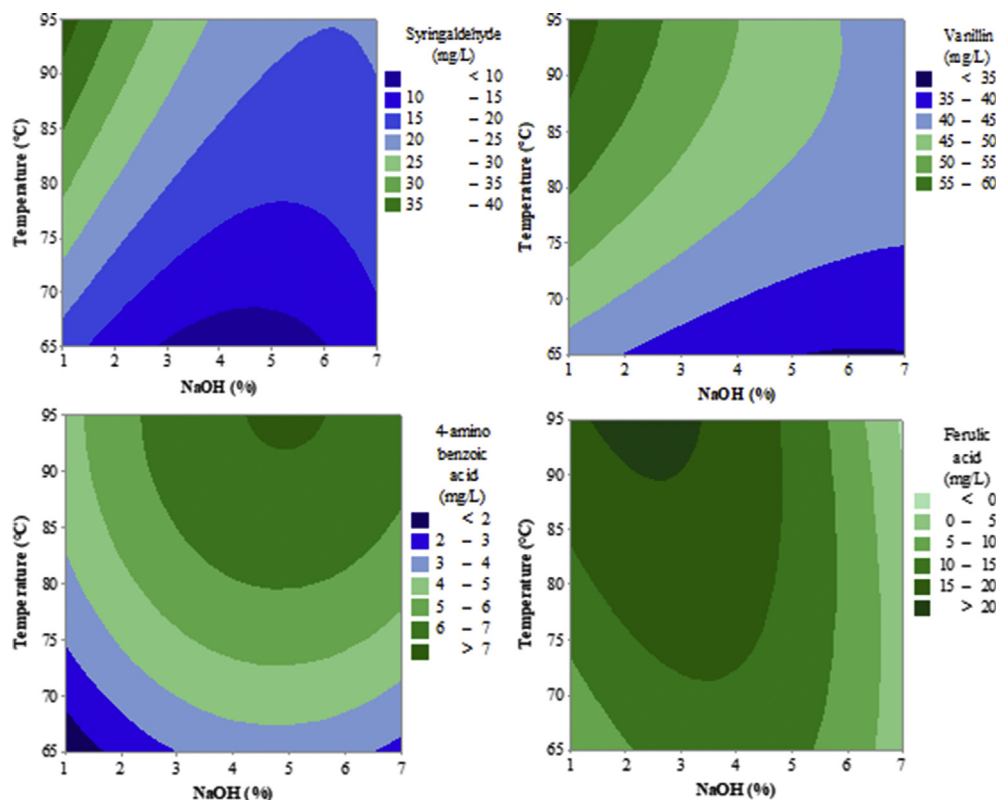 Syringaldehyde
(mg/L)
< 10
10 – 15
15 – 20
20 – 25
25 – 30
30 – 35
35 – 40
95
90
85
80
75
70
65
Temperature (°C)
1 2 3 4 5 6 7
NaOH (%)
Vanillin
(mg/L)
< 35
35 – 40
40 – 45
45 – 50
50 – 55
55 – 60
95
90
85
80
75
70
65
Temperature (°C)
1 2 3 4 5 6 7
NaOH (%)
4-amino
benzoic
acid
(mg/L)
< 2
2 – 3
3 – 4
4 – 5
5 – 6
6 – 7
> 7
95
90
85
80
75
70
65
Temperature (°C)
1 2 3 4 5 6 7
NaOH (%)
Ferulic
acid
(mg/L)
< 0
0 – 5
5 – 10
10 – 15
15 – 20
> 20
95
90
85
80
75
70
65
Temperature (°C)
1 2 3 4 5 6 7
NaOH (%)